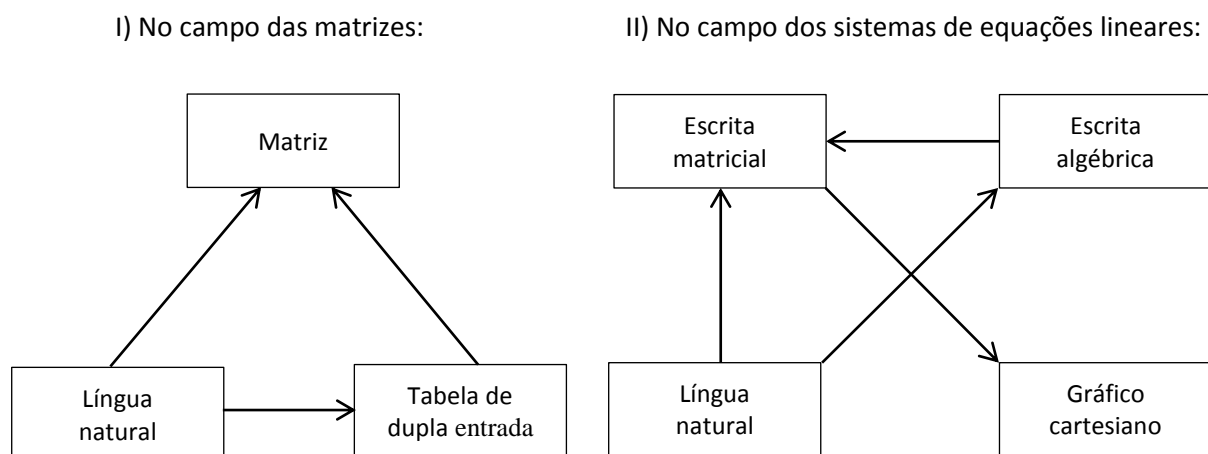 I) No campo das matrizes:
Matriz
Língua
natural
Tabela de
dupla entrada
II) No campo dos sistemas de equações lineares:
Escrita
matricial
Escrita
algébrica
Língua
natural
Gráfico
cartesiano